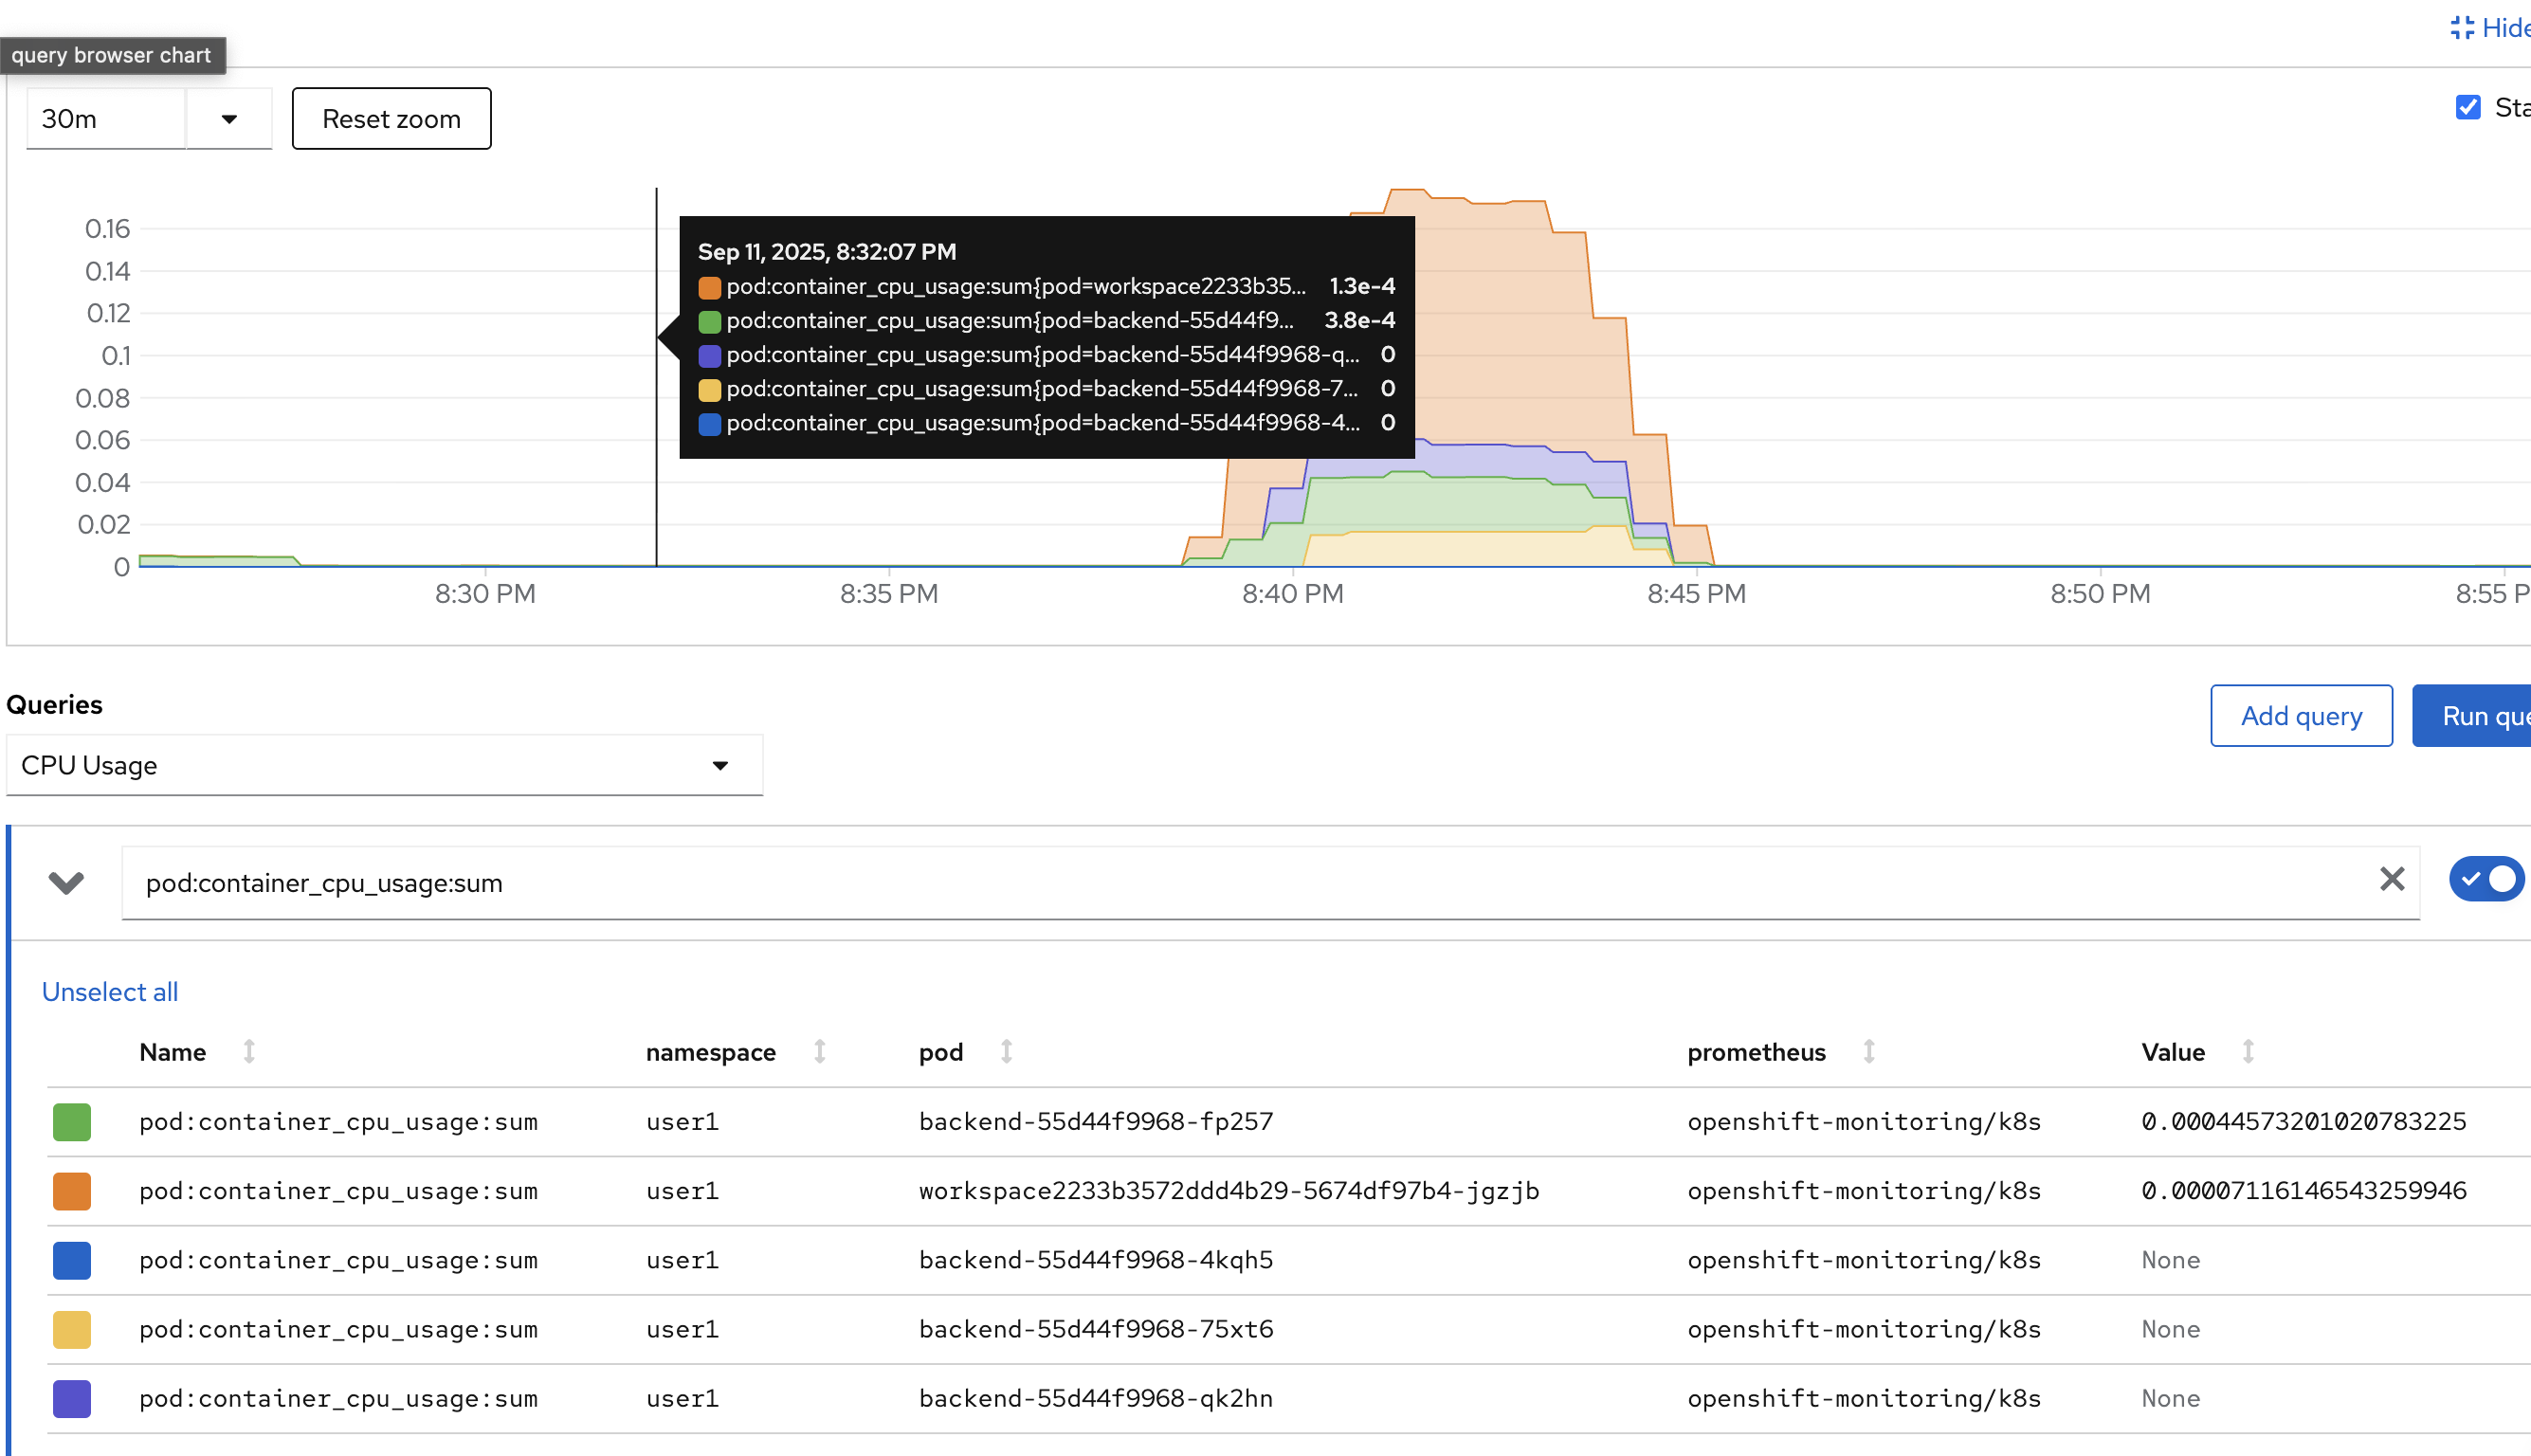 Hide
query browser chart
30m
Reset zoom
Sta
0.16
0.14
0.12
0.1
0.08
0.06
0.04
0.02
0
Sep 11, 2025, 8:32:07 PM
pod:container_cpu_usage:sum{pod=workspace2233b35... 1.3e-4
pod:container_cpu_usage:sum{pod=backend-55d44f9... 3.8e-4
pod:container_cpu_usage:sum{pod=backend-55d44f9968-q... 0
pod:container_cpu_usage:sum{pod=backend-55d44f9968-7... 0
pod:container_cpu_usage:sum{pod=backend-55d44f9968-4... 0
8:30 PM 8:35 PM 8:40 PM 8:45 PM 8:50 PM 8:55 P
Queries
Add query
Run que
CPU Usage
pod:container_cpu_usage:sum
Unselect all
Name namespace pod prometheus Value
pod:container_cpu_usage:sum user1 backend-55d44f9968-fp257 openshift-monitoring/k8s 0.00044573201020783225
pod:container_cpu_usage:sum user1 workspace2233b3572ddd4b29-5674df97b4-jgzjb openshift-monitoring/k8s 0.00007116146543259946
pod:container_cpu_usage:sum user1 backend-55d44f9968-4kqh5 openshift-monitoring/k8s None
pod:container_cpu_usage:sum user1 backend-55d44f9968-75xt6 openshift-monitoring/k8s None
pod:container_cpu_usage:sum user1 backend-55d44f9968-qk2hn openshift-monitoring/k8s None